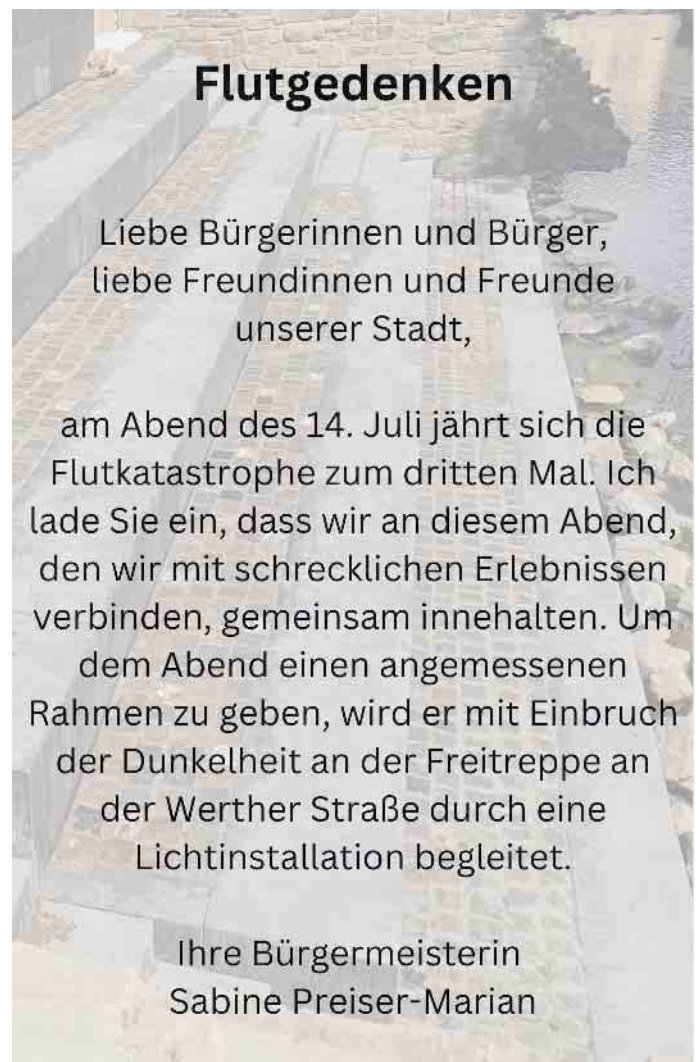 Flutgedenken
Liebe Bürgerinnen und Bürger,
liebe Freundinnen und Freunde
unserer Stadt,
am Abend des 14. Juli jährt sich die
Flutkatastrophe zum dritten Mal. Ich
lade Sie ein, dass wir an diesem Abend,
den wir mit schrecklichen Erlebnissen
verbinden, gemeinsam innehalten. Um
dem Abend einen angemessenen
Rahmen zu geben, wird er mit Einbruch
der Dunkelheit an der Freitreppe an
der Werther Straße durch eine
Lichtinstallation begleitet.
Ihre Bürgermeisterin
Sabine Preiser-Marian